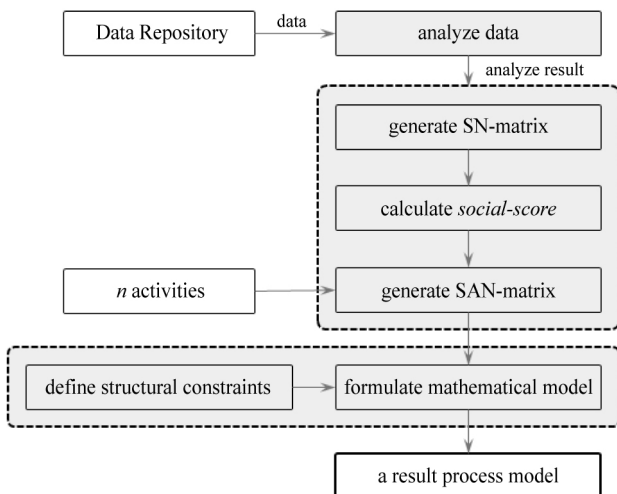 Data Repository
data
analyze data
analyze result
generate SN-matrix
calculate social-score
n activities
generate SAN-matrix
define structural constraints
formulate mathematical model
a result process model